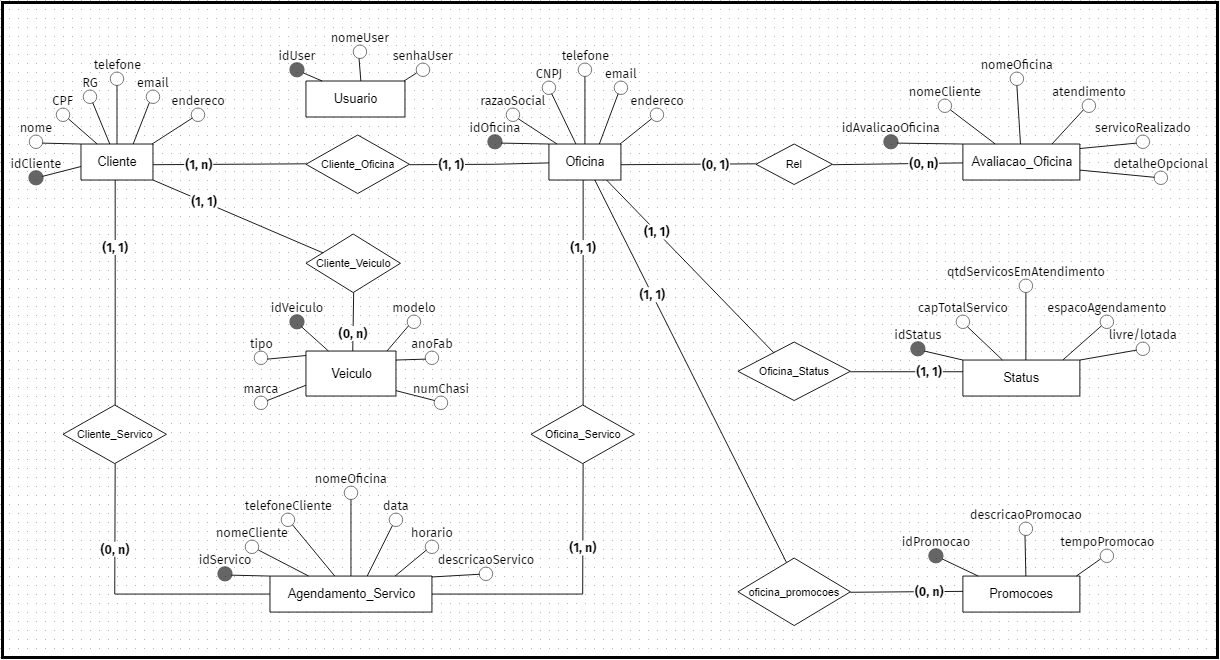 nomeUser
idUser
senhaUser
Usuario
telefone
RG
email
CPF
endereco
nome
idCliente
Cliente
(1, n)
Cliente_Oficina
(1, 1)
telefone
CNPJ
email
razaoSocial
endereco
idOficina
Oficina
(0, 1)
Rel
(0, n)
nomeOficina
nomeCliente
atendimento
idAvalicaoOficina
servicoRealizado
Avaliacao_Oficina
detalheOpcional
(1, 1)
(1, 1)
Cliente_Veiculo
(0, n)
idVeiculo
modelo
tipo
anoFab
Veiculo
marca
numChasi
(1, 1)
(1, 1)
(1, 1)
qtdServicosEmAtendimento
capTotalServico
espacoAgendamento
idStatus
livre/lotada
Oficina_Status
(1, 1)
Status
Cliente_Servico
Oficina_Servico
(0, n)
(1, n)
nomeOficina
telefoneCliente
data
nomeCliente
horario
idServico
descricaoServico
Agendamento_Servico
descricaoPromocao
idPromocao
tempoPromocao
oficina_promocoes
(0, n)
Promocoes